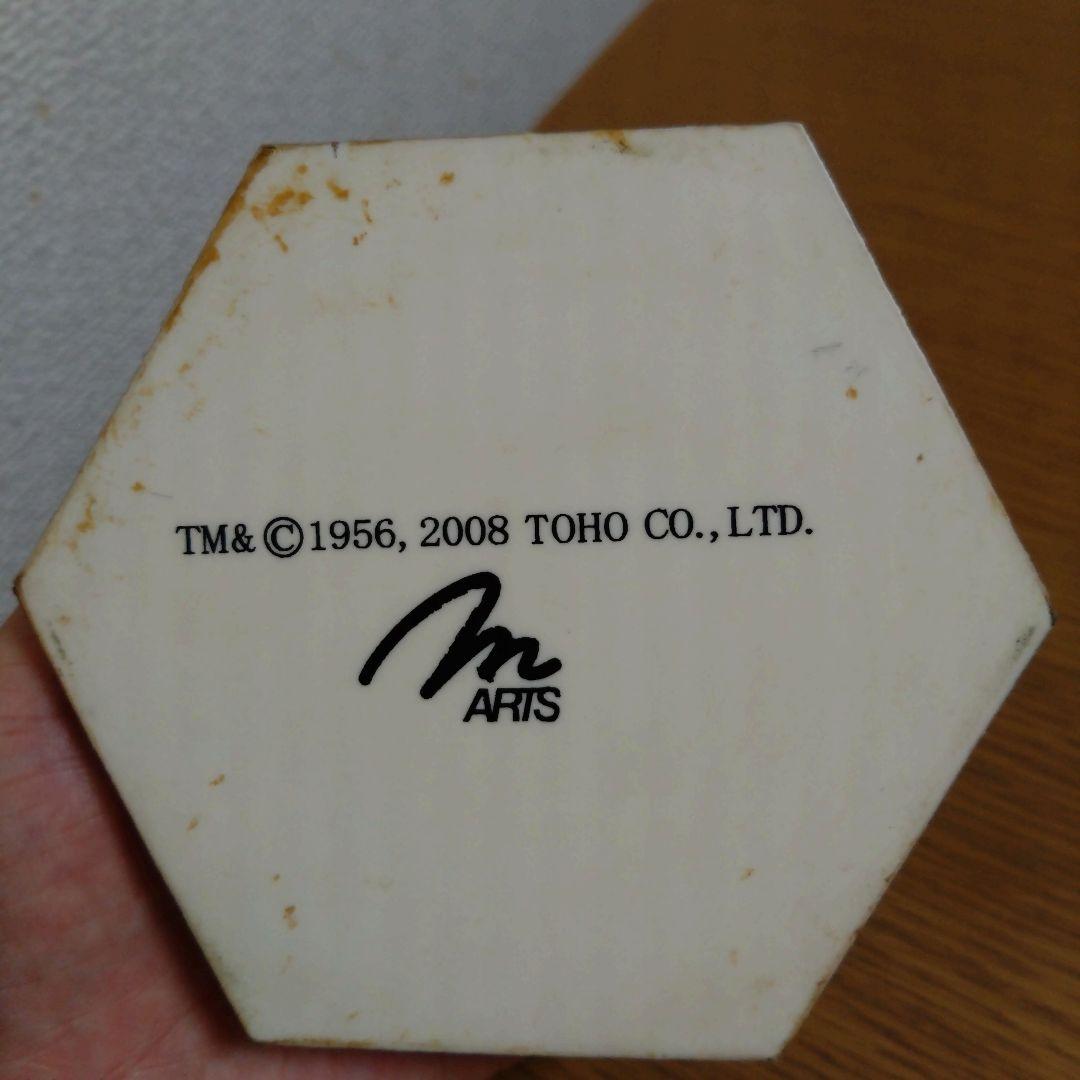 TM&©1956, 2008 TOHO CO., LTD.
m
ARTS